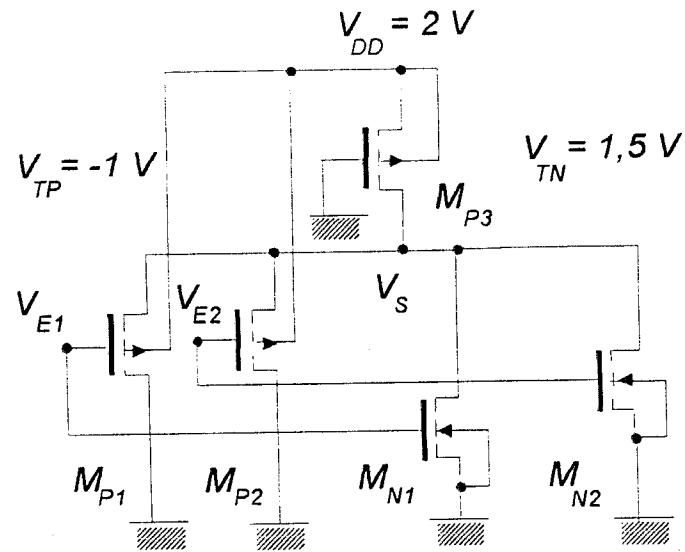 V_DD = 2 V
V_TP = -1 V
V_TN = 1,5 V
M_P3
V_E1
V_E2
V_S
M_P1
M_P2
M_N1
M_N2